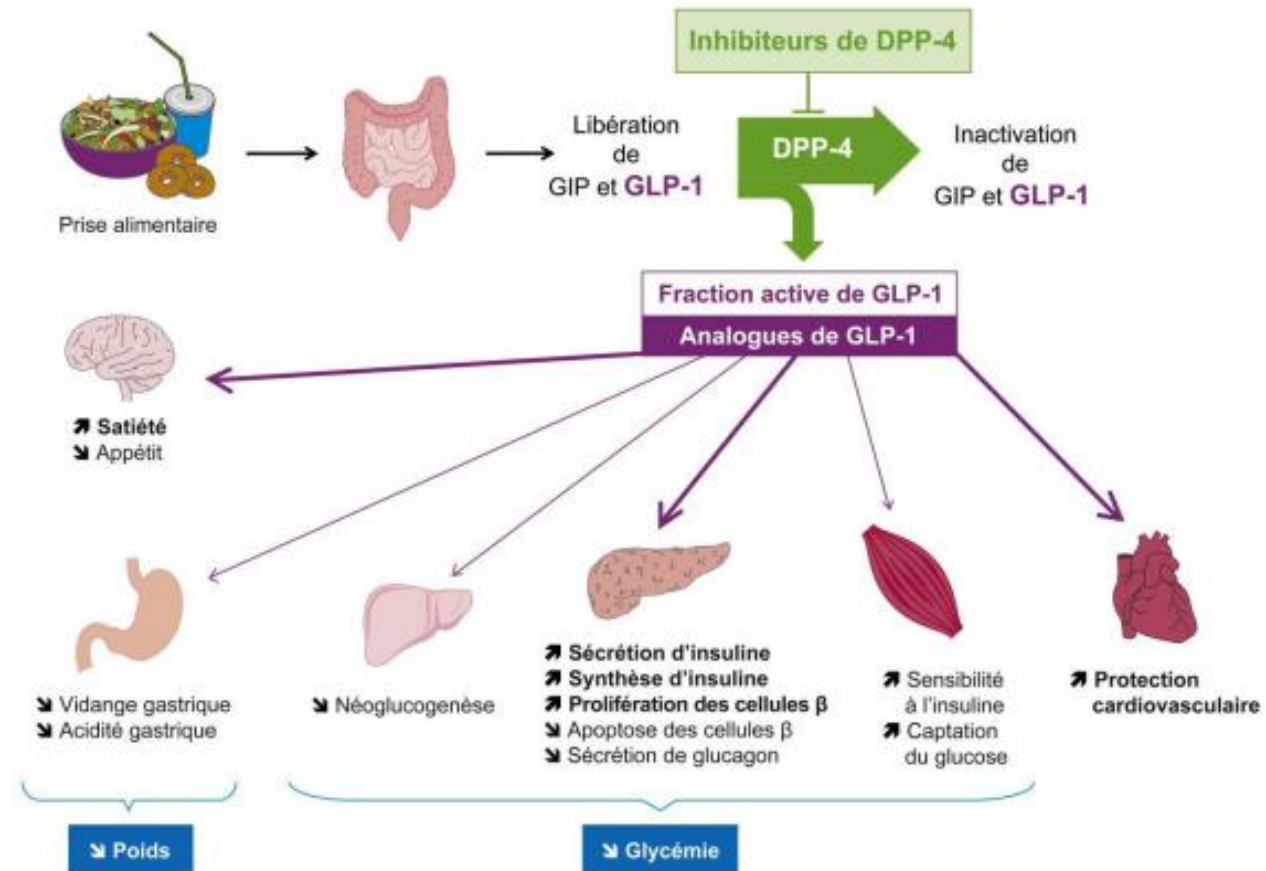 Inhibiteurs de DPP-4
Prise alimentaire
Libération
de
GIP et GLP-1
DPP-4
Inactivation
de
GIP et GLP-1
Fraction active de GLP-1
Analogues de GLP-1
↗ Satiété
↘ Appétit
↘ Vidange gastrique
↘ Acidité gastrique
↘ Néoglucogenèse
↗ Sécrétion d'insuline
↗ Synthèse d'insuline
↗ Prolifération des cellules β
↘ Apoptose des cellules β
↘ Sécrétion de glucagon
↗ Sensibilité
à l'insuline
↗ Captation
du glucose
↗ Protection
cardiovasculaire
↘ Poids
↘ Glycémie